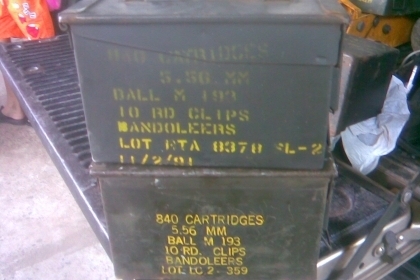 840 CARTRIDGES
5.56 MM
BALL M 193
10 RD CLIPS
BANDOLEERS
LOT ETA 8378 SL-2
11/2/91
840 CARTRIDGES
5.56 MM
BALL M 193
10 RD. CLIPS
BANDOLEERS
LOT LC 2-359